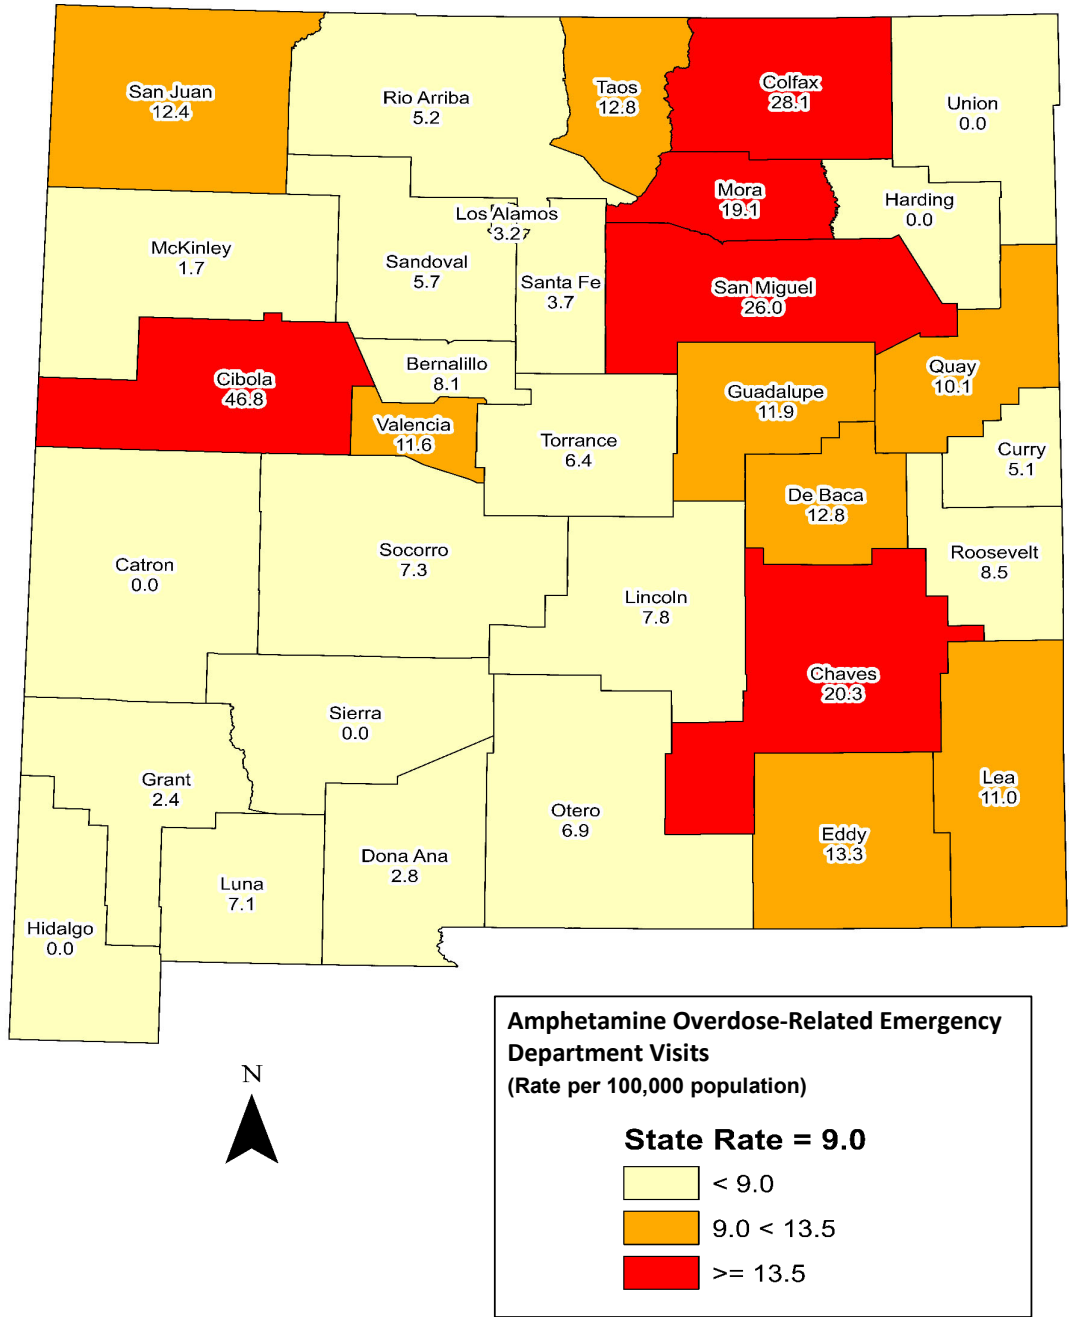 San Juan
12.4
Rio Arriba
5.2
Taos
12.8
Colfax
28.1
Union
0.0
Mora
19.1
Harding
0.0
Los Alamos
3.2
McKinley
1.7
Sandoval
5.7
Santa Fe
3.7
San Miguel
26.0
Cibola
46.8
Bernalillo
8.1
Quay
10.1
Guadalupe
11.9
Valencia
11.6
Torrance
6.4
Curry
5.1
De Baca
12.8
Catron
0.0
Socorro
7.3
Roosevelt
8.5
Lincoln
7.8
Chaves
20.3
Sierra
0.0
Grant
2.4
Lea
11.0
Otero
6.9
Eddy
13.3
Dona Ana
2.8
Luna
7.1
Hidalgo
0.0
N
Amphetamine Overdose-Related Emergency
Department Visits
(Rate per 100,000 population)
State Rate = 9.0
< 9.0
9.0 < 13.5
>= 13.5